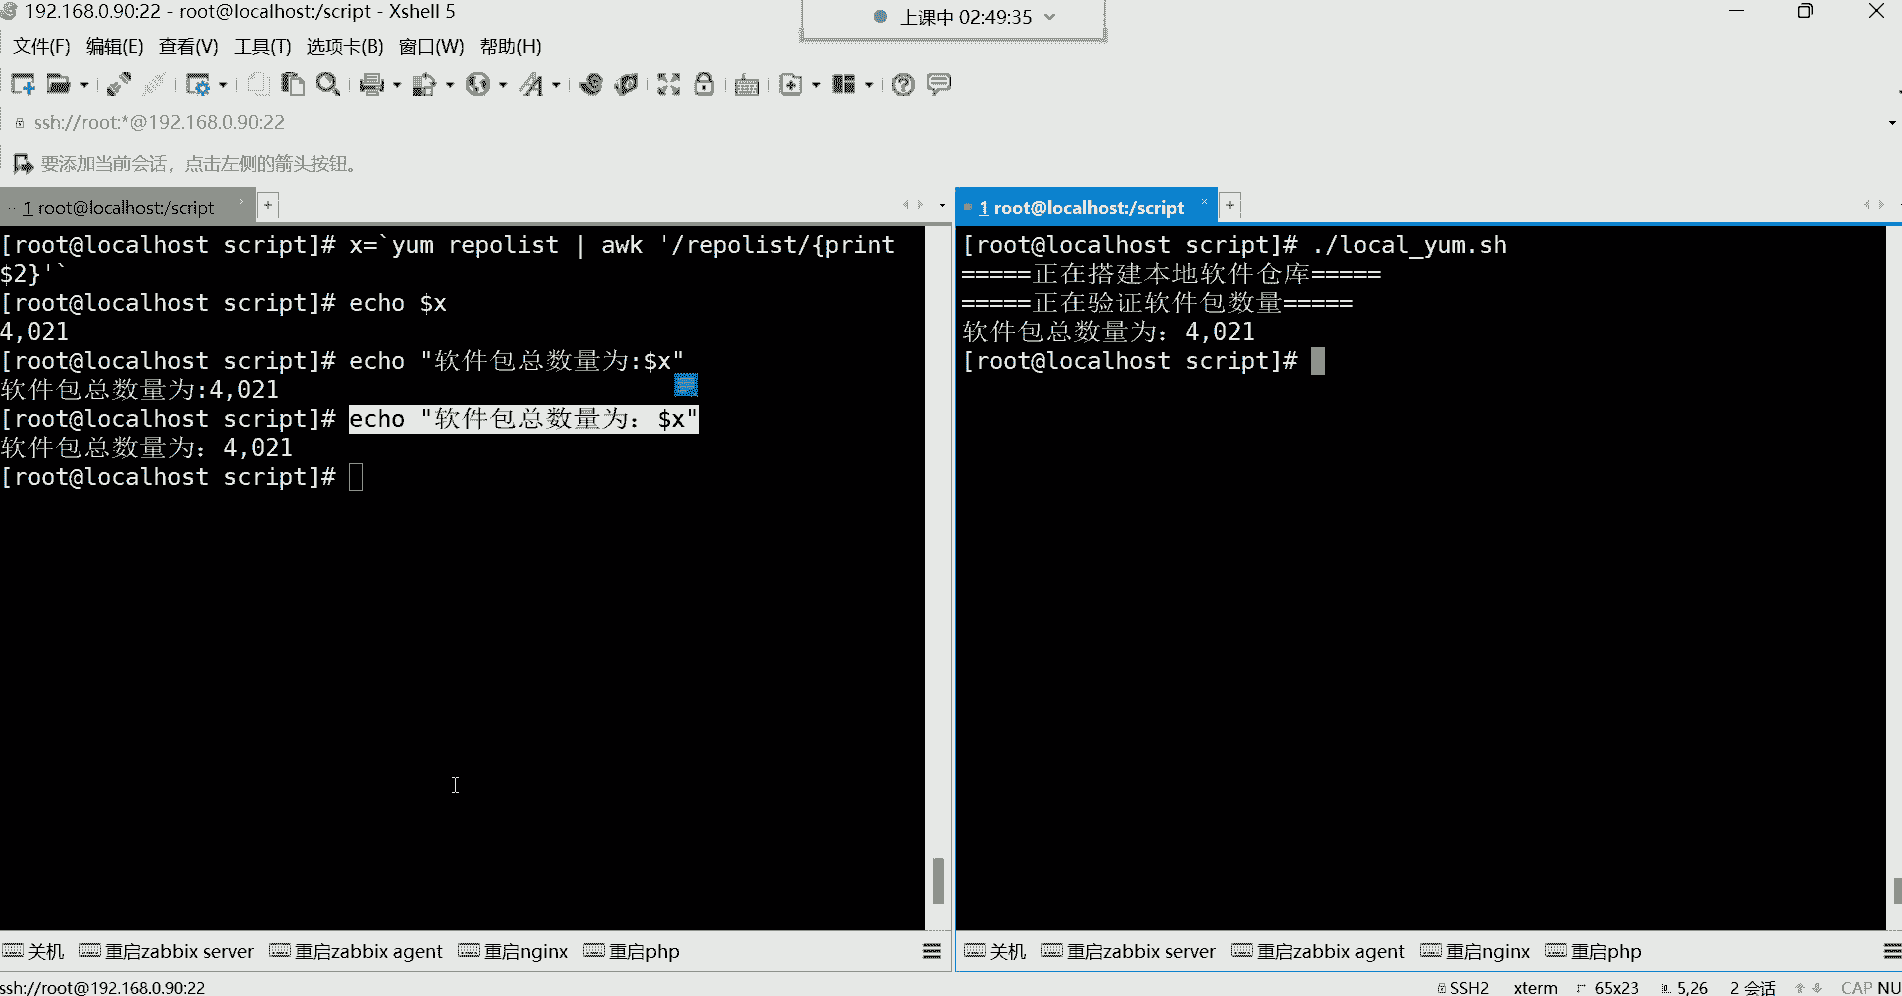 192.168.0.90:22 - root@localhost:/script - Xshell 5
上课中 02:49:35
文件(F) 编辑(E) 查看(V) 工具(T) 选项卡(B) 窗口(W) 帮助(H)
ssh://root:*@192.168.0.90:22
要添加当前会话，点击左侧的箭头按钮。
1 root@localhost:/script
[root@localhost script]# x=`yum repolist | awk '/repolist/{print
$2}'`
[root@localhost script]# echo $x
4,021
[root@localhost script]# echo "软件包总数量为:$x"
软件包总数量为:4,021
[root@localhost script]# echo "软件包总数量为：$x"
软件包总数量为：4,021
[root@localhost script]#
1 root@localhost:/script
[root@localhost script]# ./local_yum.sh
=====正在搭建本地软件仓库=====
=====正在验证软件包数量=====
软件包总数量为：4,021
[root@localhost script]#
关机 重启zabbix server 重启zabbix agent 重启nginx 重启php
关机 重启zabbix server 重启zabbix agent 重启nginx 重启php
ssh://root@192.168.0.90:22
SSH2 xterm 65x23 5,26 2 会话 CAP NU